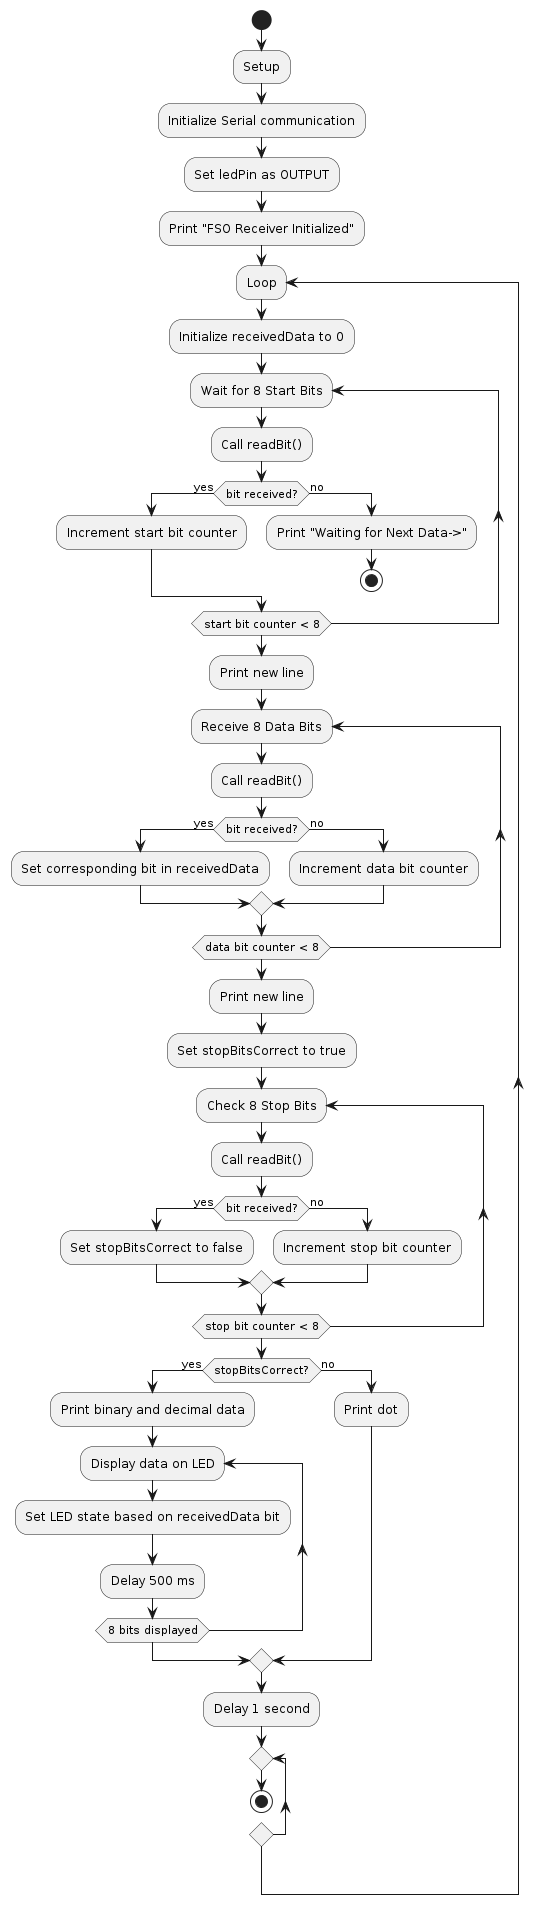 Setup
Initialize Serial communication
Set ledPin as OUTPUT
Print "FSO Receiver Initialized"
Loop
Initialize receivedData to 0
Wait for 8 Start Bits
Call readBit()
yes
bit received?
no
Increment start bit counter
Print "Waiting for Next Data->"
start bit counter < 8
Print new line
Receive 8 Data Bits
Call readBit()
yes
bit received?
no
Set corresponding bit in receivedData
Increment data bit counter
data bit counter < 8
Print new line
Set stopBitsCorrect to true
Check 8 Stop Bits
Call readBit()
yes
bit received?
no
Set stopBitsCorrect to false
Increment stop bit counter
stop bit counter < 8
yes
stopBitsCorrect?
no
Print binary and decimal data
Print dot
Display data on LED
Set LED state based on receivedData bit
Delay 500 ms
8 bits displayed
Delay 1 second